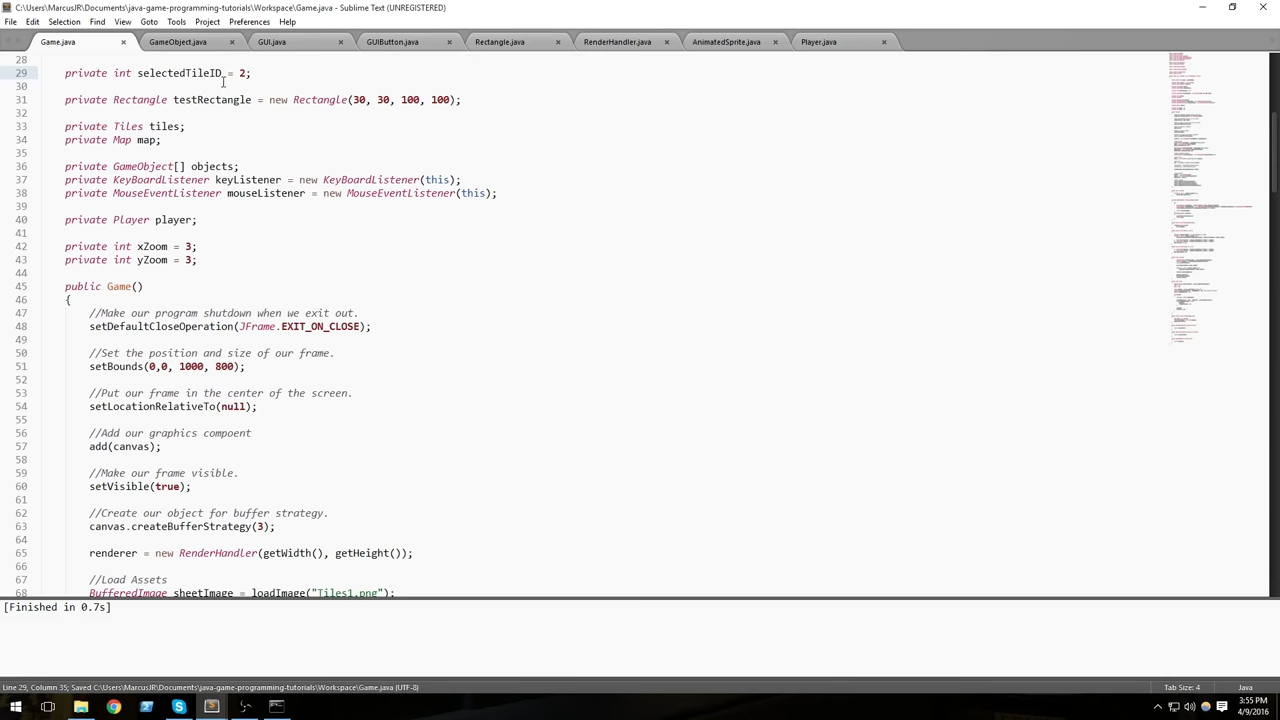 C:\Users\MarcusJR\Documents\java-game-programming-tutorials\Workspace\Game.java - Sublime Text (UNREGISTERED)
File Edit Selection Find View Goto Tools Project Preferences Help
Game.java GameObject.java GUI.java GUIButton.java Rectangle.java RenderHandler.java AnimatedSprite.java Player.java
28
29 private int selectedTileID = 2;
30
31 private Rectangle testRectangle = new Rectangle(30, 30, 100, 100);
32
33 private Tiles tiles;
34 private Map map;
35
36 private GameObject[] objects;
37 private KeyBoardListener keyListener = new KeyBoardListener(this);
38 private MouseEventListener mouseListener = new MouseEventListener(this);
39
40 private Player player;
41
42 private int xZoom = 3;
43 private int yZoom = 3;
44
45 public Game()
46 {
47 //Make our program shutdown when we exit out.
48 setDefaultCloseOperation(JFrame.EXIT_ON_CLOSE);
49
50 //Set the position and size of our frame.
51 setBounds(0,0, 1000, 800);
52
53 //Put our frame in the center of the screen.
54 setLocationRelativeTo(null);
55
56 //Add our graphics compoent
57 add(canvas);
58
59 //Make our frame visible.
60 setVisible(true);
61
62 //Create our object for buffer strategy.
63 canvas.createBufferStrategy(3);
64
65 renderer = new RenderHandler(getWidth(), getHeight());
66
67 //Load Assets
68 BufferedImage sheetImage = loadImage("Tiles1.png");
[Finished in 0.7s]
Line 29, Column 35; Saved C:\Users\MarcusJR\Documents\java-game-programming-tutorials\Workspace\Game.java (UTF-8) Tab Size: 4 Java
3:55 PM
4/9/2016